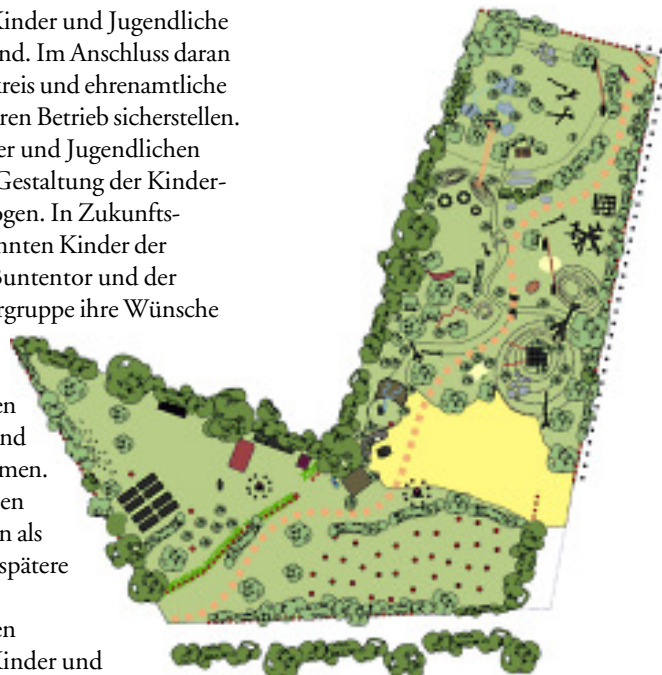 Kinder und Jugendliche
nd. Im Anschluss daran
kreis und ehrenamtliche
ren Betrieb sicherstellen.
er und Jugendlichen
Gestaltung der Kinder-
ogen. In Zukunfts-
nnten Kinder der
Buntentor und der
rgruppe ihre Wünsche
en
nd
men.
en
n als
spätere
en
Kinder und